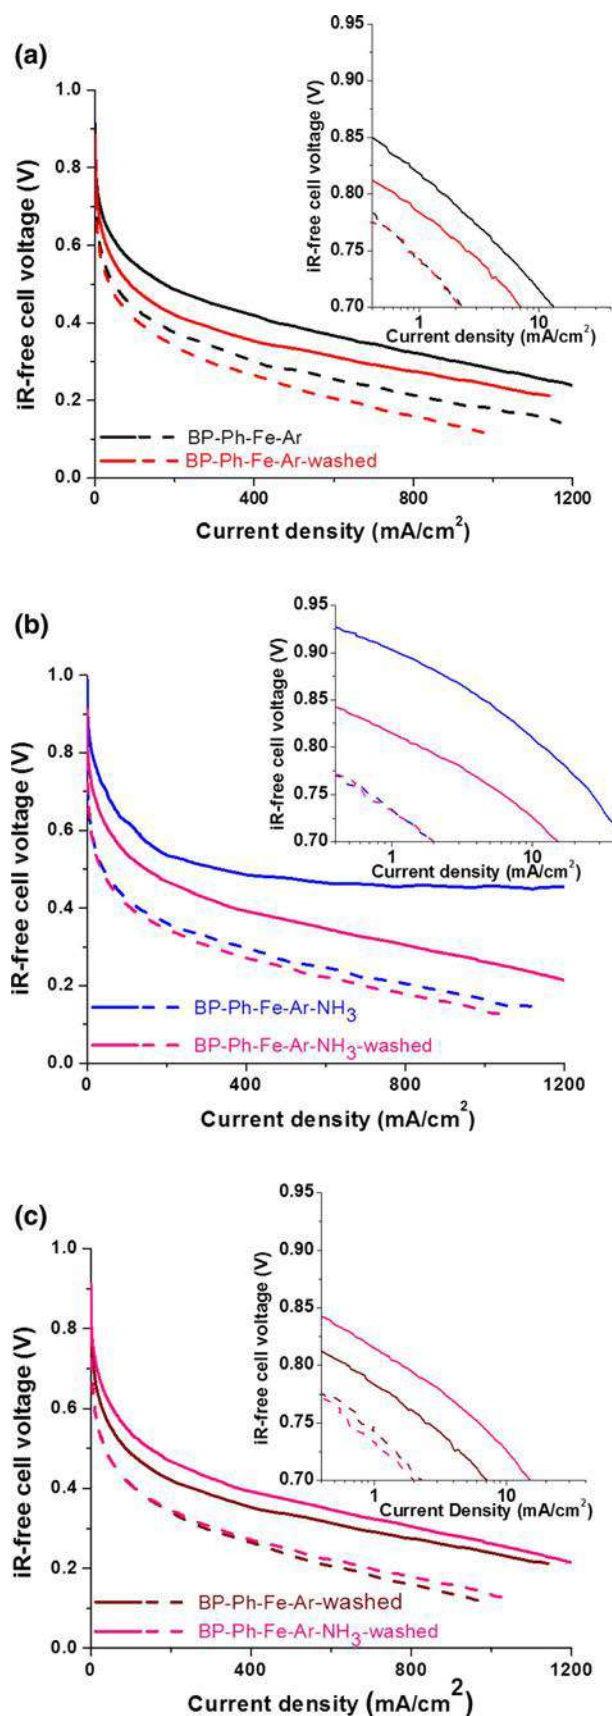 (a)
iR-free cell voltage (V)
1.0
0.8
0.6
0.4
0.2
0.0
0
400
800
1200
Current density (mA/cm²)
BP-Ph-Fe-Ar
BP-Ph-Fe-Ar-washed
iR-free cell voltage (V)
0.95
0.90
0.85
0.80
0.75
0.70
1
10
Current density (mA/cm²)
(b)
iR-free cell voltage (V)
1.0
0.8
0.6
0.4
0.2
0.0
0
400
800
1200
Current density (mA/cm²)
BP-Ph-Fe-Ar-NH₃
BP-Ph-Fe-Ar-NH₃-washed
iR-free cell voltage (V)
0.95
0.90
0.85
0.80
0.75
0.70
1
10
Current density (mA/cm²)
(c)
iR-free cell voltage (V)
1.0
0.8
0.6
0.4
0.2
0.0
0
400
800
1200
Current density (mA/cm²)
BP-Ph-Fe-Ar-washed
BP-Ph-Fe-Ar-NH₃-washed
iR-free cell voltage (V)
0.95
0.90
0.85
0.80
0.75
0.70
1
10
Current Density (mA/cm²)